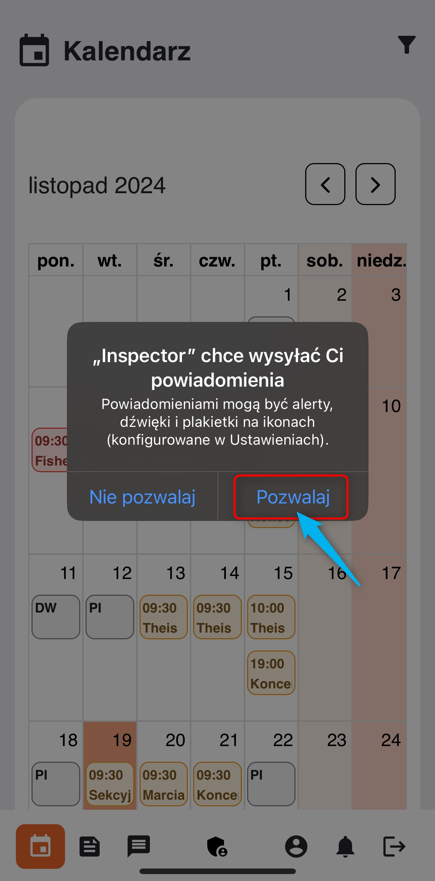 Kalendarz
listopad 2024
pon. wt. śr. czw. pt. sob. niedz.
1 2 3
„Inspector” chce wysyłać Ci
powiadomienia
Powiadomieniami mogą być alerty,
dźwięki i plakietki na ikonach
(konfigurowane w Ustawieniach).
10
09:30
Fishe
Nie pozwalaj Pozwalaj
11 12 13 14 15 16 17
DW PI 09:30 09:30 10:00
Theis Theis Theis
19:00
Konce
18 19 20 21 22 23 24
PI 09:30 09:30 09:30 PI
Sekcyj Marcia Konce